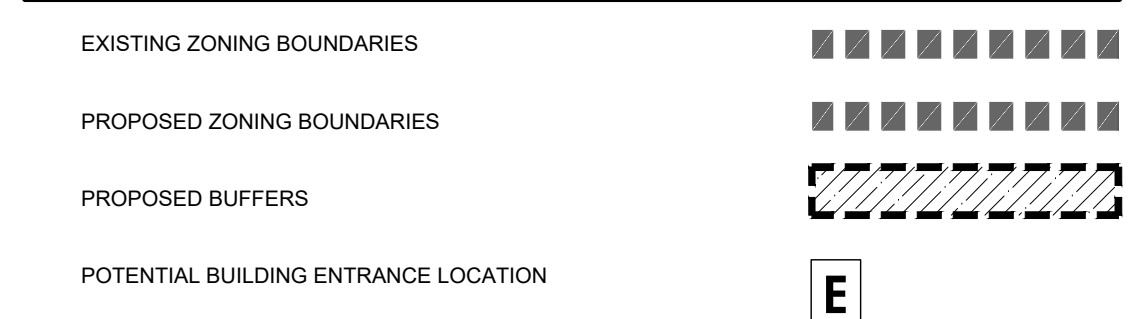 EXISTING ZONING BOUNDARIES
PROPOSED ZONING BOUNDARIES
PROPOSED BUFFERS
POTENTIAL BUILDING ENTRANCE LOCATION
E